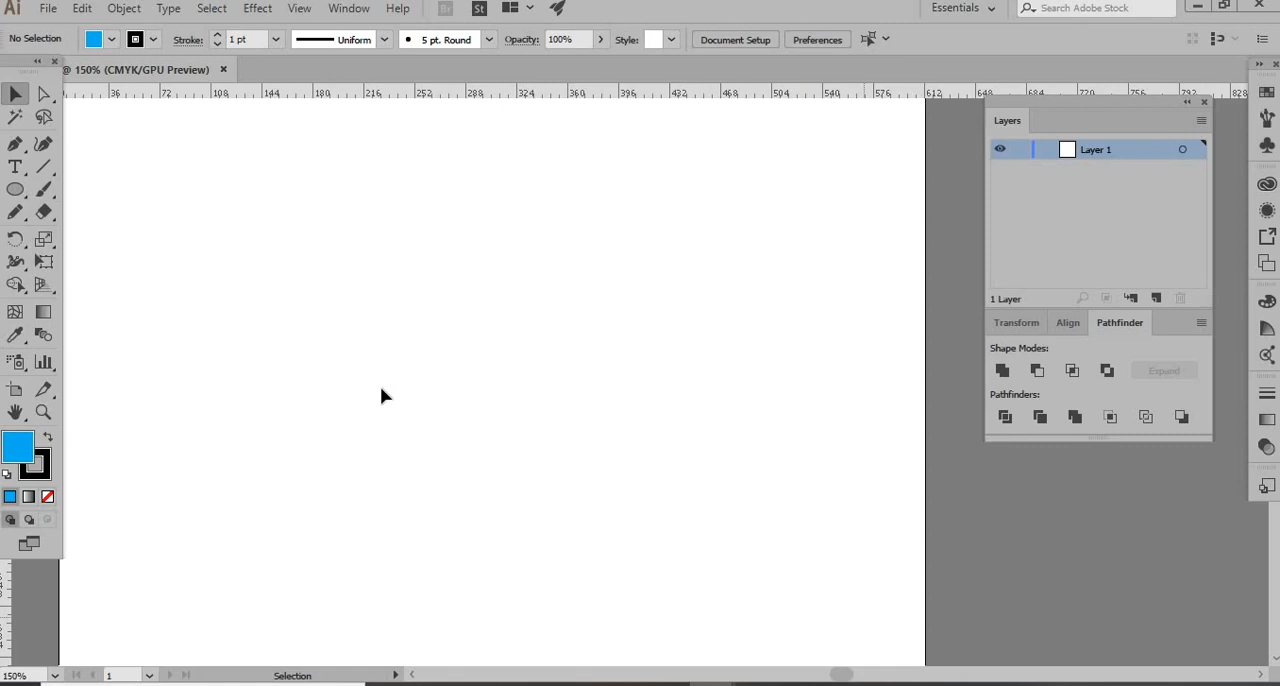 Ai File Edit Object Type Select Effect View Window Help Br St Essentials Search Adobe Stock
No Selection Stroke: 1 pt Uniform 5 pt. Round Opacity: 100% Style: Document Setup Preferences
@ 150% (CMYK/GPU Preview)
36 72 108 144 180 216 252 288 324 360 396 432 468 504 540 576 612 648 684 720 756 792 828
Layers
Layer 1
1 Layer
Transform Align Pathfinder
Shape Modes:
Expand
Pathfinders:
150% 1 Selection